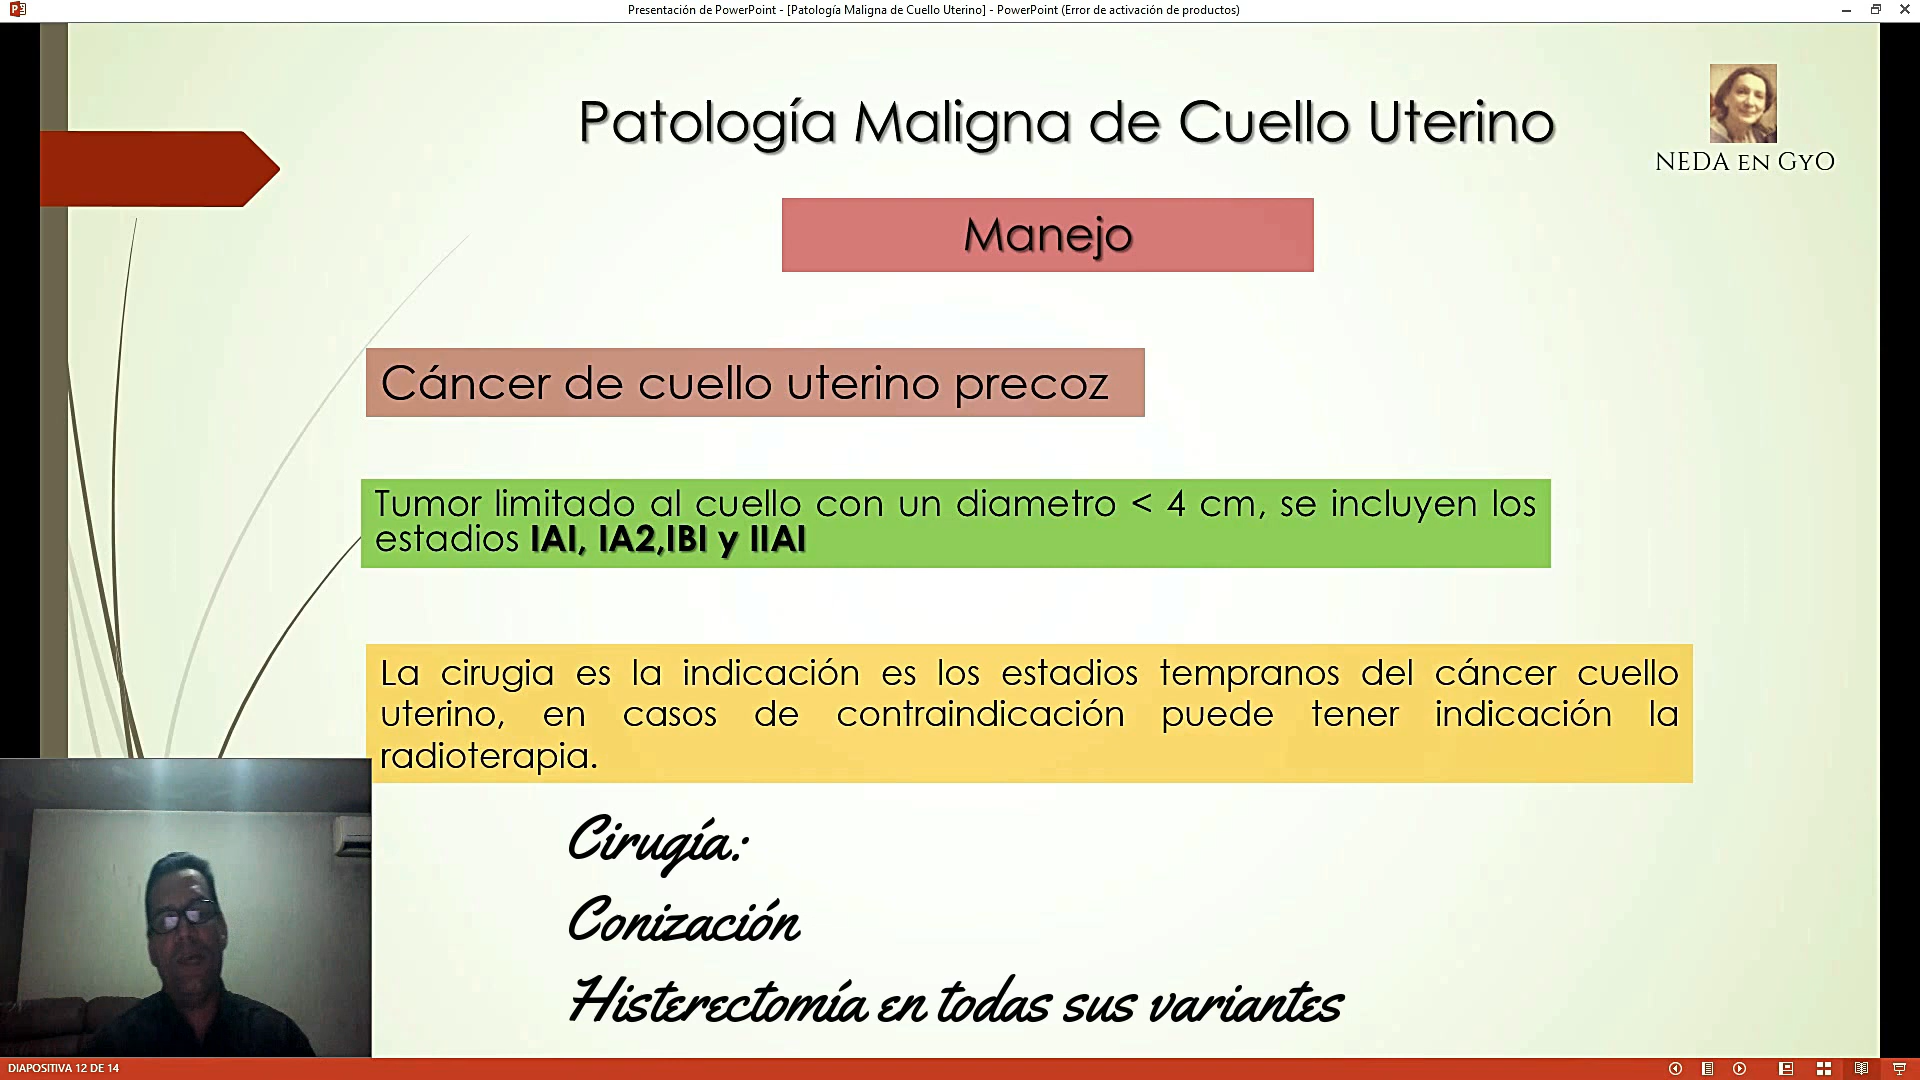 Presentación de PowerPoint - [Patología Maligna de Cuello Uterino] - PowerPoint (Error de activación de productos)
Patología Maligna de Cuello Uterino
NEDA EN GYO
Manejo
Cáncer de cuello uterino precoz
Tumor limitado al cuello con un diametro < 4 cm, se incluyen los
estadios IAI, IA2,IBI y IIAI
La cirugia es la indicación es los estadios tempranos del cáncer cuello
uterino, en casos de contraindicación puede tener indicación la
radioterapia.
Cirugía:
Conización
Histerectomía en todas sus variantes
DIAPOSITIVA 12 DE 14